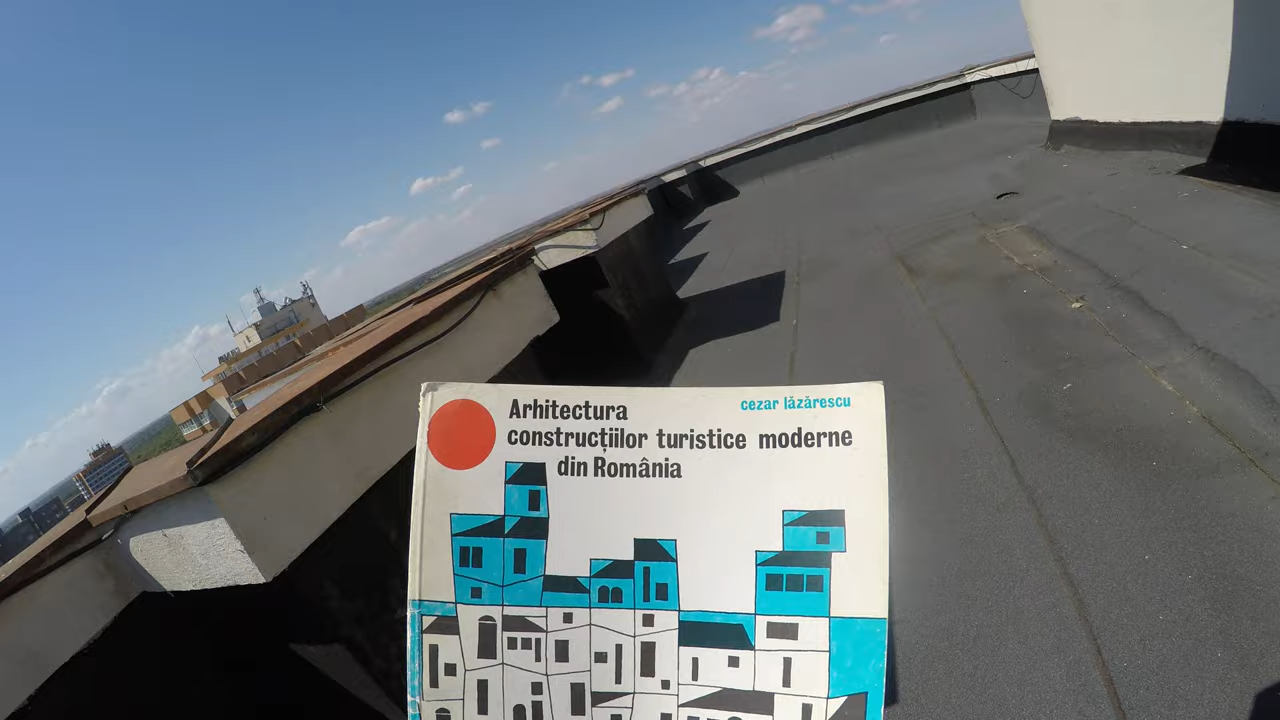 cezar lăzărescu
Arhitectura
construcțiilor turistice moderne
din România